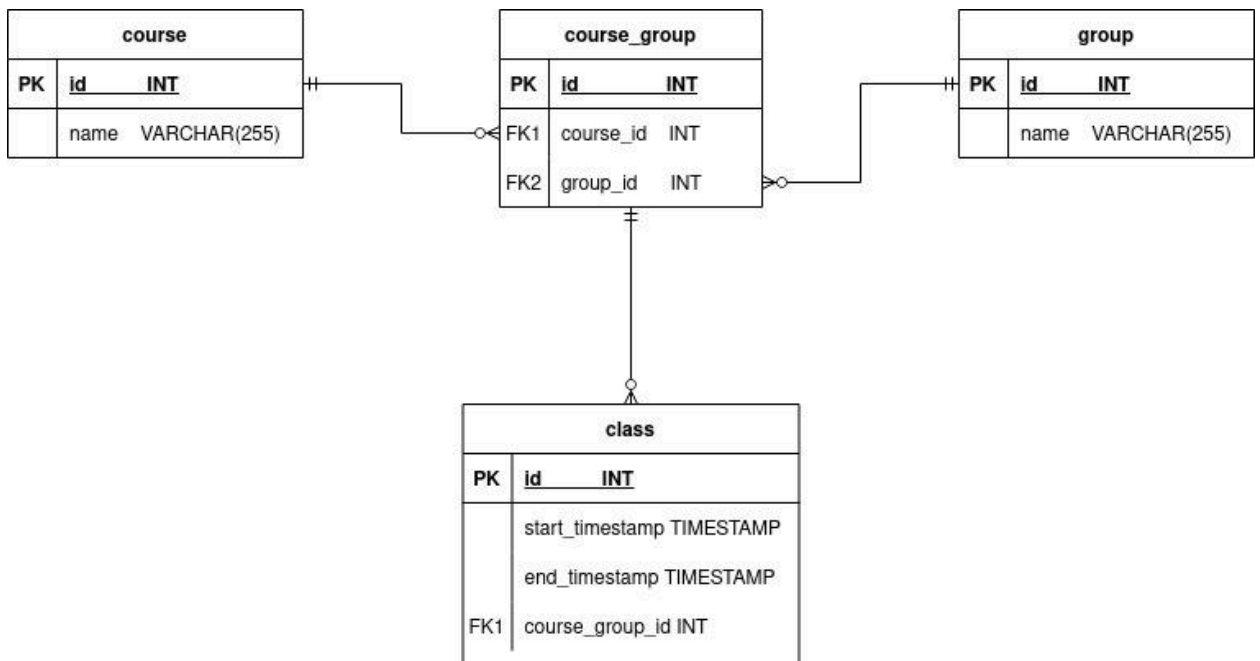 course
PK id INT
name VARCHAR(255)
course_group
PK id INT
FK1 course_id INT
FK2 group_id INT
group
PK id INT
name VARCHAR(255)
class
PK id INT
start_timestamp TIMESTAMP
end_timestamp TIMESTAMP
FK1 course_group_id INT